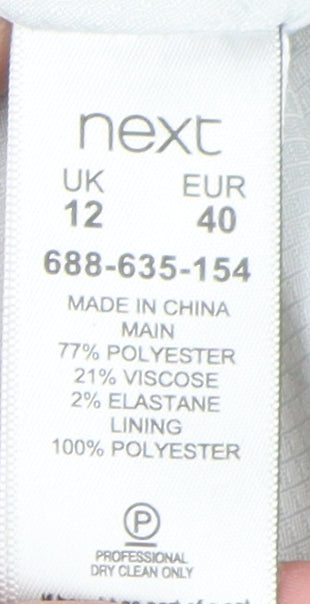 next
UK EUR
12 40
688-635-154
MADE IN CHINA
MAIN
77% POLYESTER
21% VISCOSE
2% ELASTANE
LINING
100% POLYESTER
P
PROFESSIONAL
DRY CLEAN ONLY